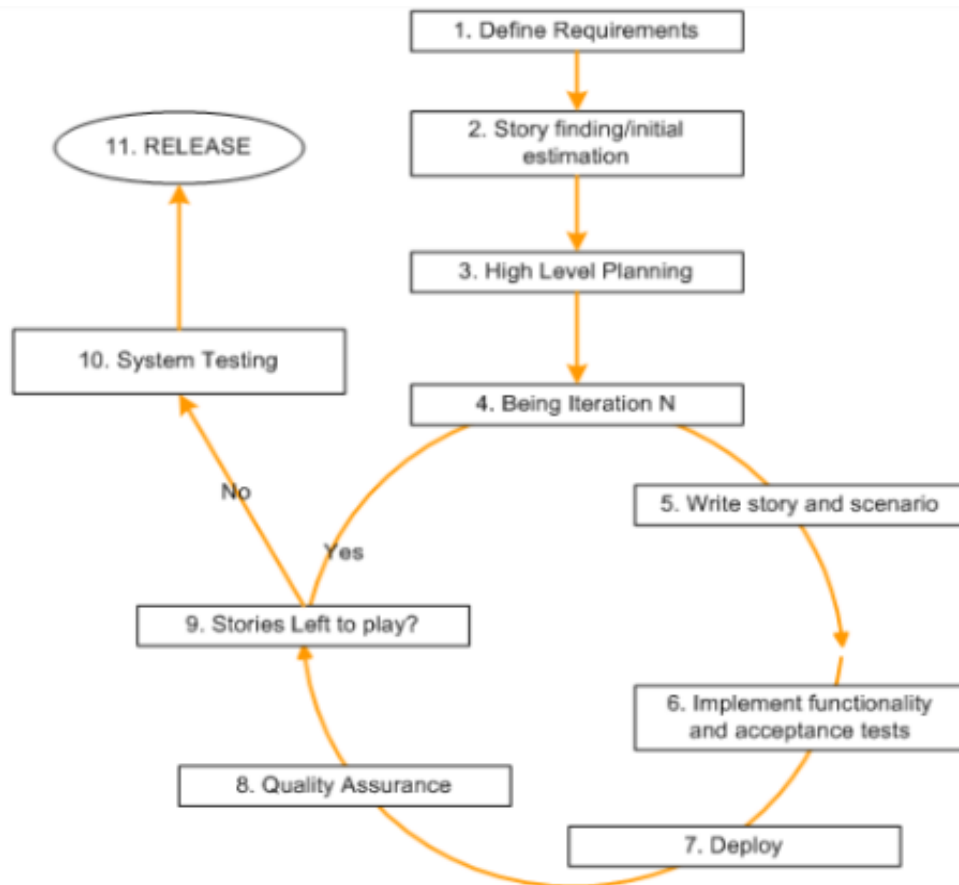 1. Define Requirements
2. Story finding/initial
estimation
3. High Level Planning
4. Being Iteration N
5. Write story and scenario
6. Implement functionality
and acceptance tests
7. Deploy
8. Quality Assurance
9. Stories Left to play?
Yes
No
10. System Testing
11. RELEASE